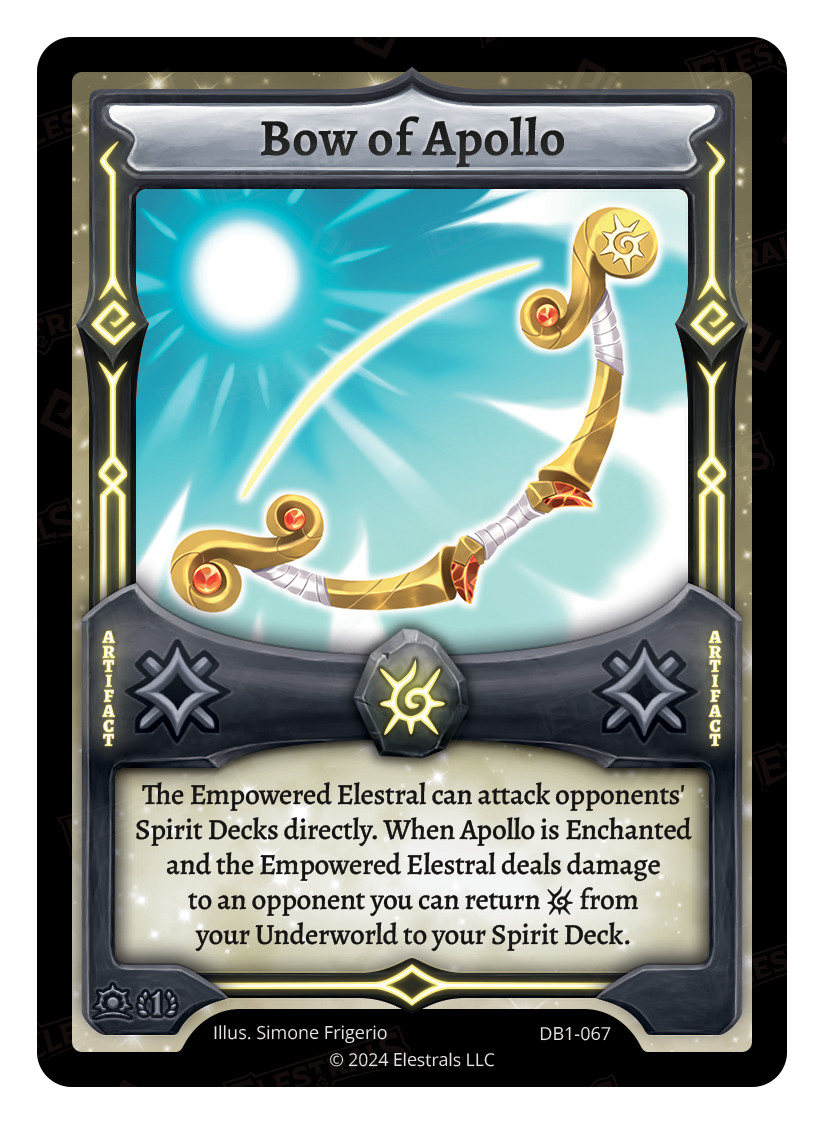 Bow of Apollo
ARTIFACT
ARTIFACT
The Empowered Elestral can attack opponents'
Spirit Decks directly. When Apollo is Enchanted
and the Empowered Elestral deals damage
to an opponent you can return from
your Underworld to your Spirit Deck.
1
Illus. Simone Frigerio
DB1-067
© 2024 Elestrals LLC